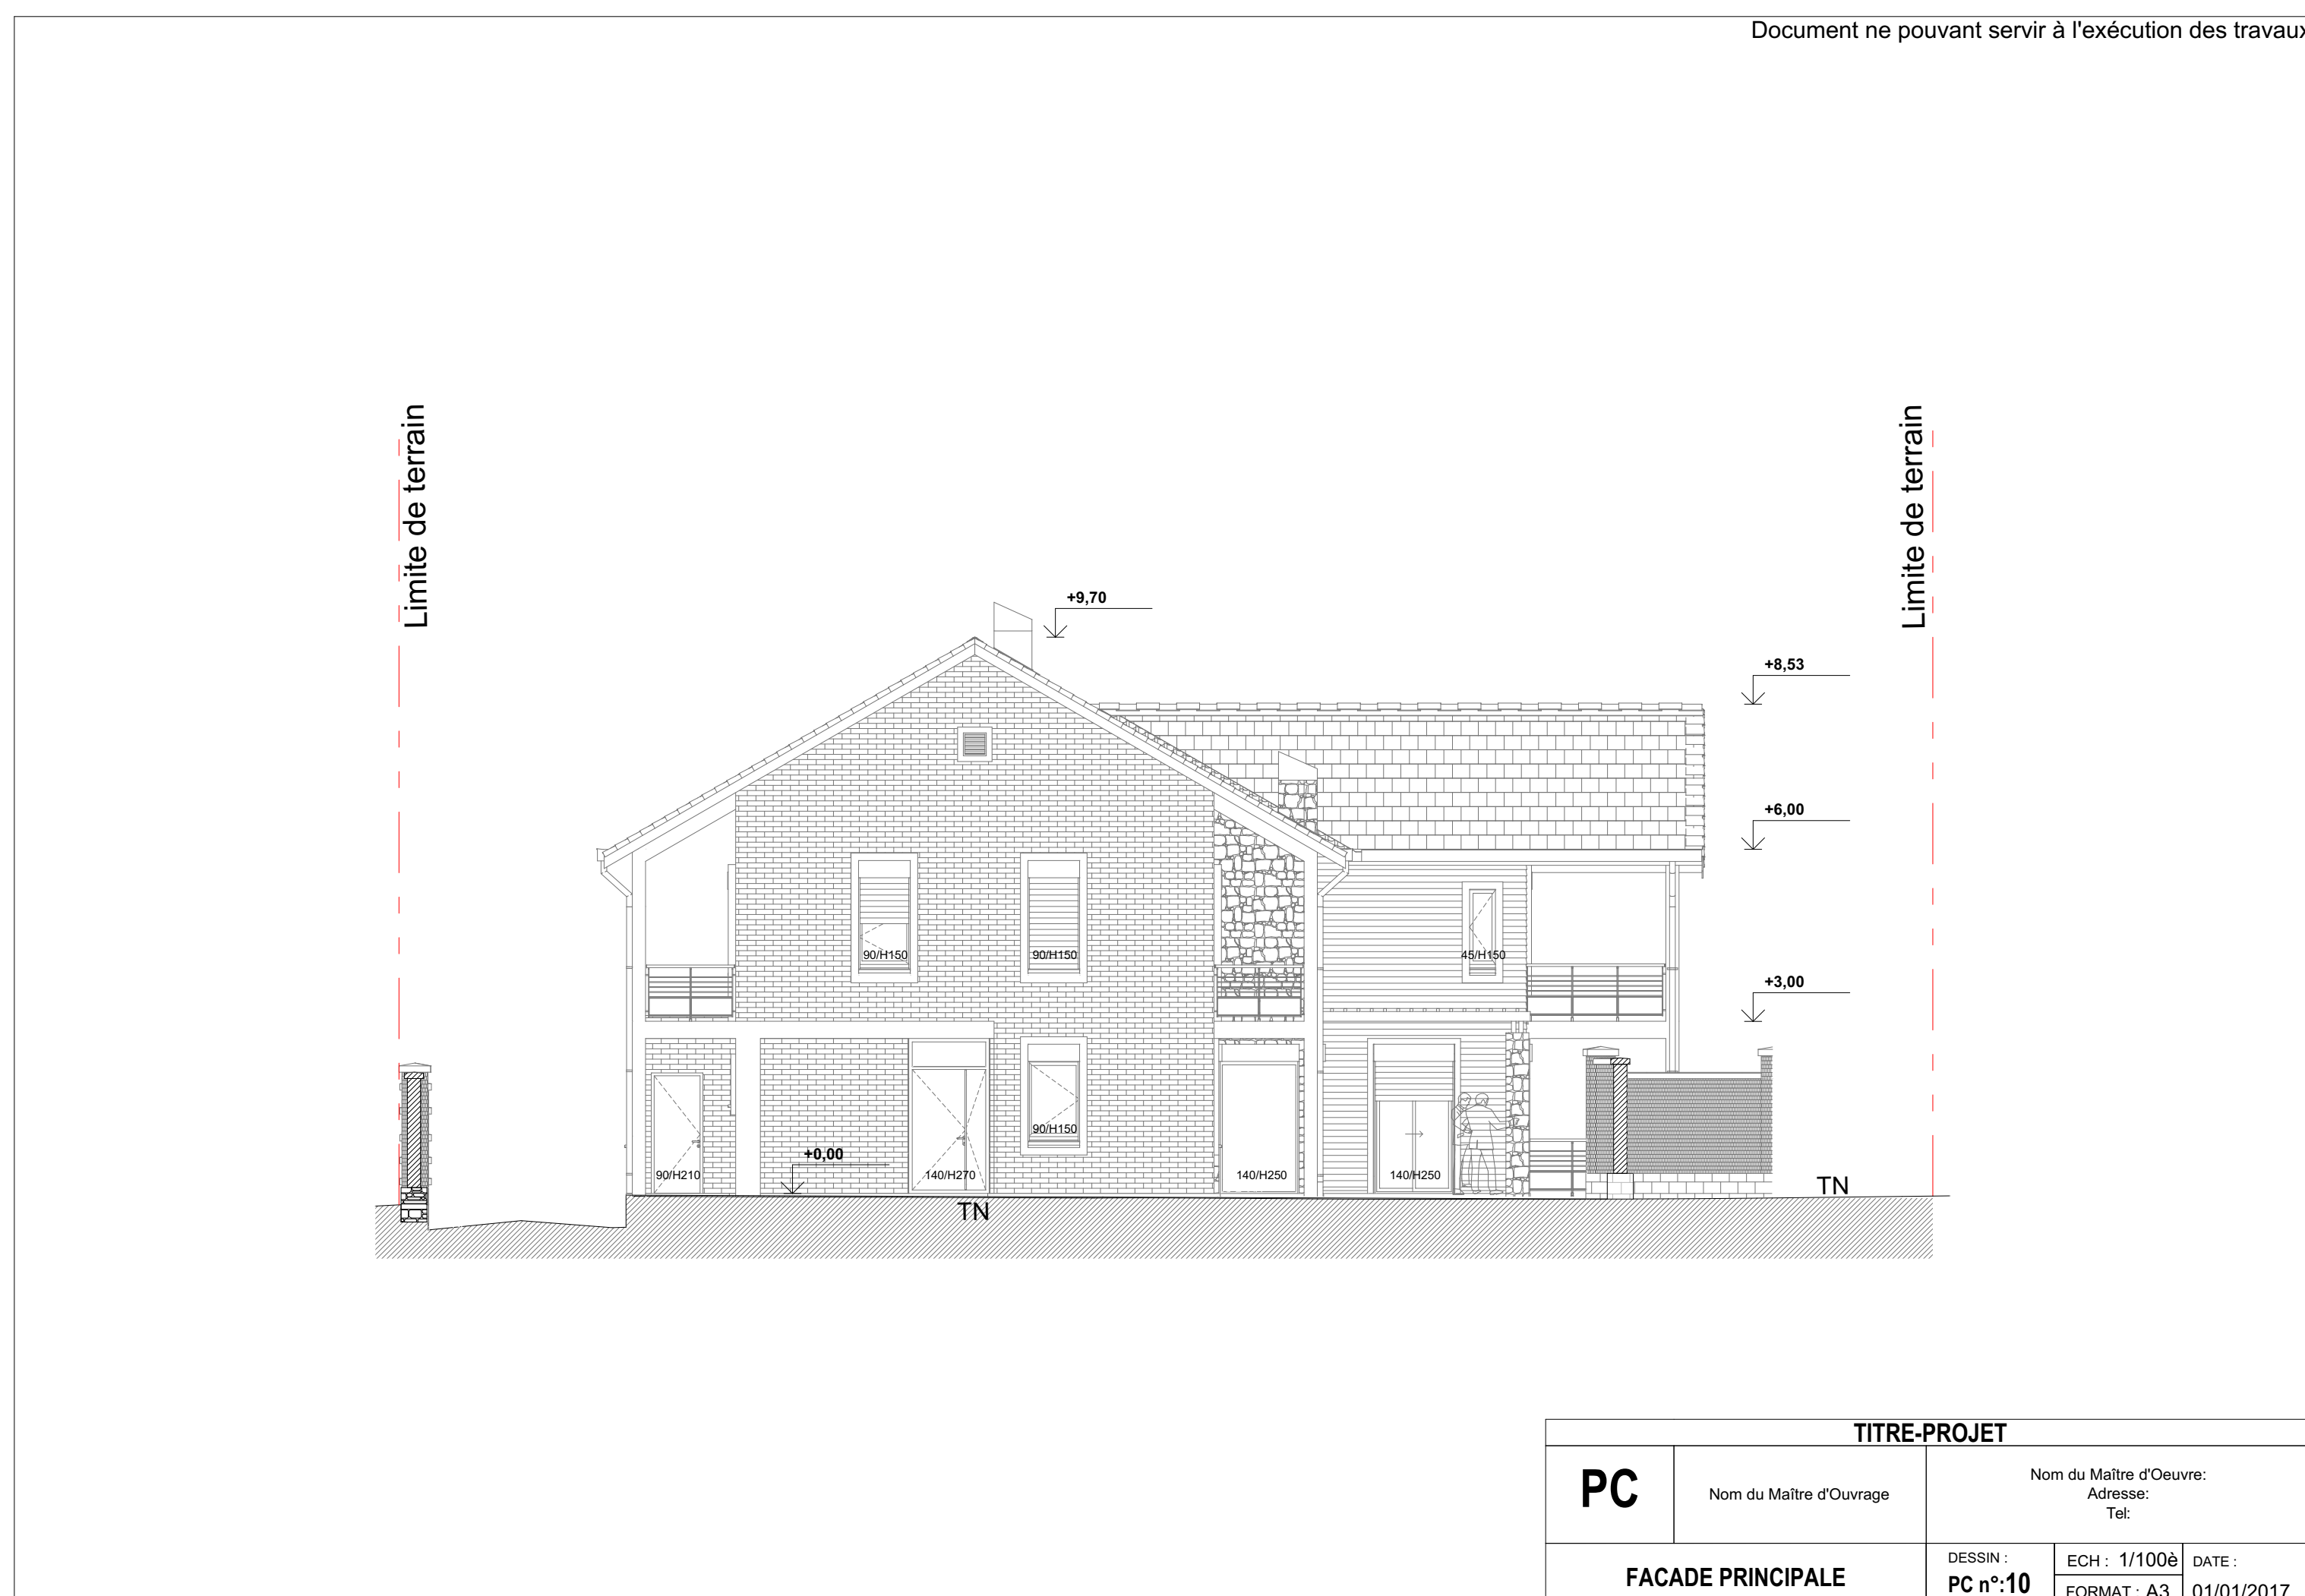 Document ne pouvant servir à l'exécution des travaux
Limite de terrain
Limite de terrain
+9,70
+8,53
+6,00
+3,00
90/H150
90/H150
45/H150
90/H150
+0,00
90/H210
140/H270
140/H250
140/H250
TN
TN
TITRE-PROJET
PC
Nom du Maître d'Ouvrage
Nom du Maître d'Oeuvre:
Adresse:
Tel:
FACADE PRINCIPALE
DESSIN :
PC n°:10
ECH : 1/100è
FORMAT : A3
DATE :
01/01/2017